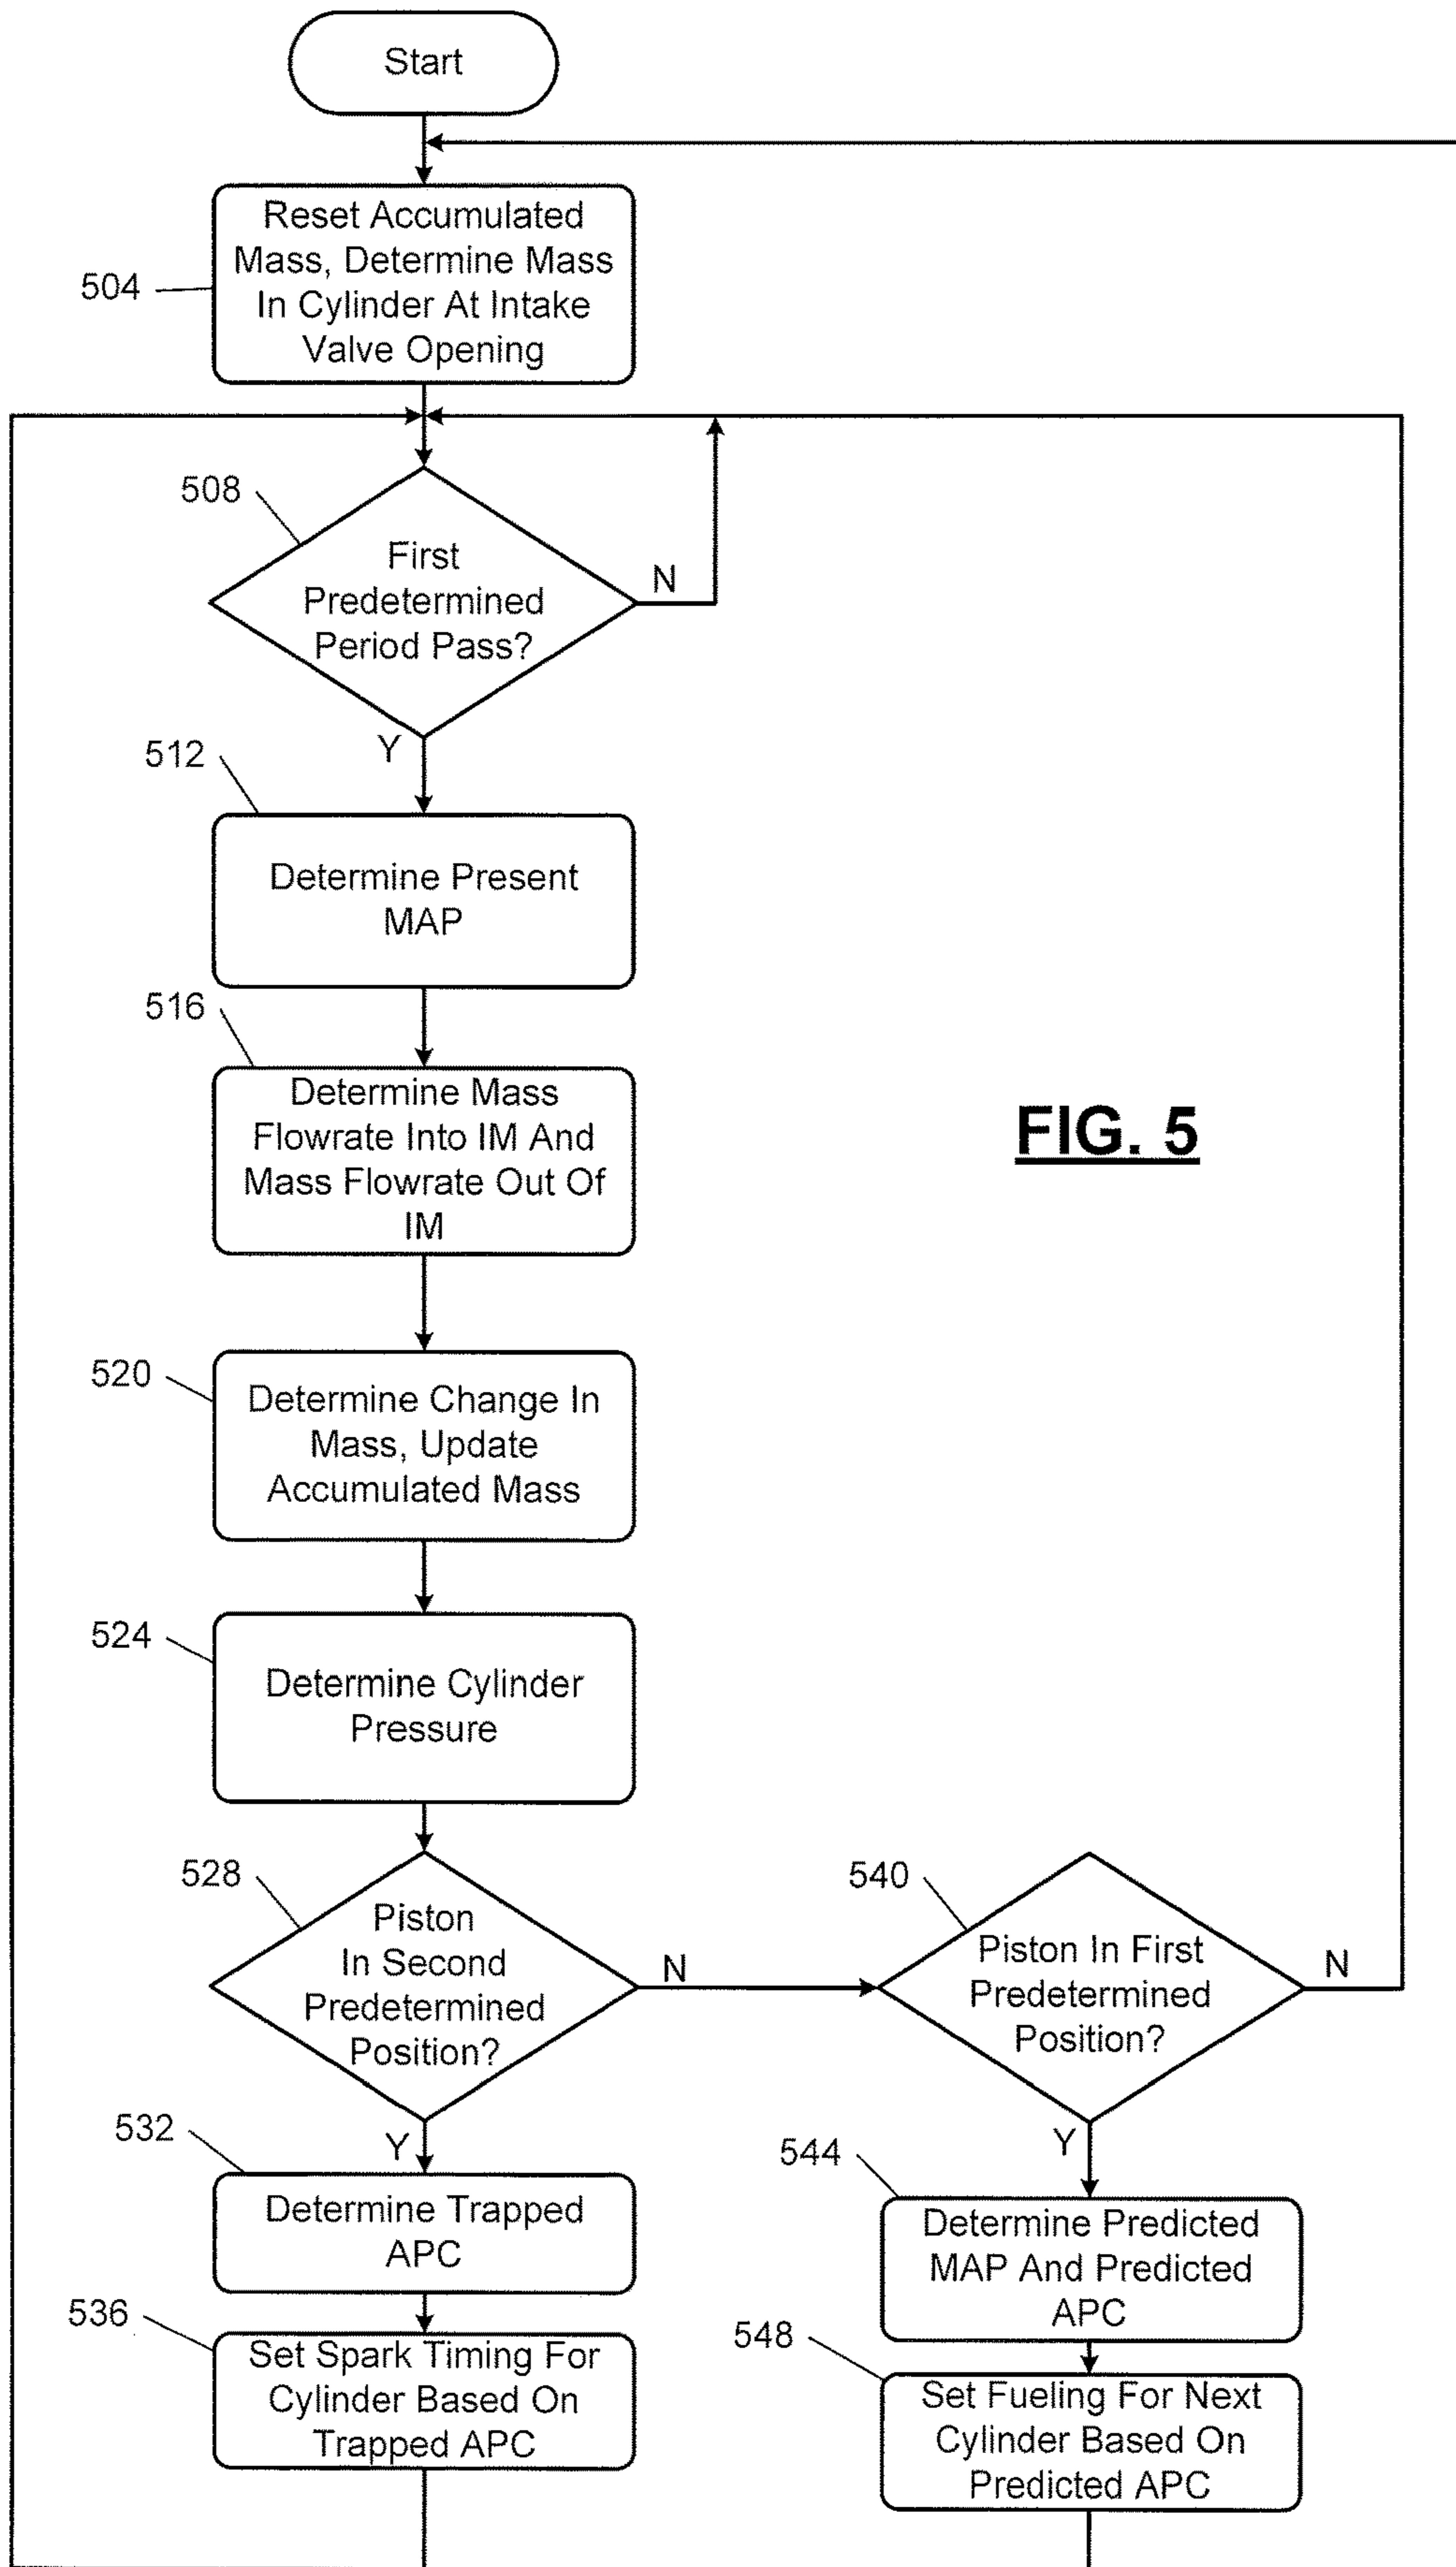 Start
504
Reset Accumulated
Mass, Determine Mass
In Cylinder At Intake
Valve Opening
508
First
Predetermined
Period Pass?
N
Y
512
Determine Present
MAP
516
Determine Mass
Flowrate Into IM And
Mass Flowrate Out Of
IM
FIG. 5
520
Determine Change In
Mass, Update
Accumulated Mass
524
Determine Cylinder
Pressure
528
Piston
In Second
Predetermined
Position?
N
Y
540
Piston In First
Predetermined
Position?
N
Y
532
Determine Trapped
APC
536
Set Spark Timing For
Cylinder Based On
Trapped APC
544
Determine Predicted
MAP And Predicted
APC
548
Set Fueling For Next
Cylinder Based On
Predicted APC